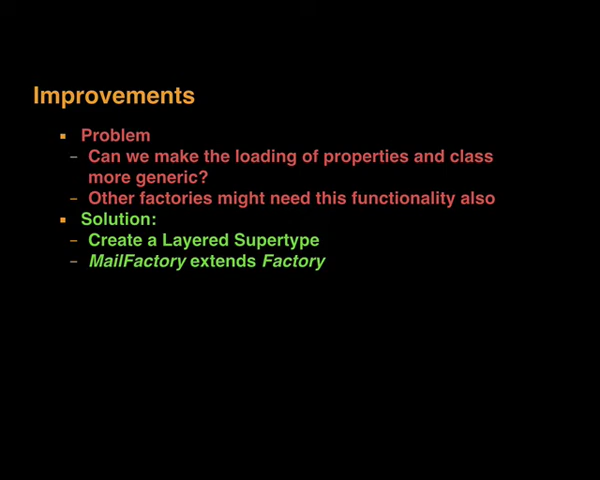 Improvements
▪ Problem
– Can we make the loading of properties and class
more generic?
– Other factories might need this functionality also
▪ Solution:
– Create a Layered Supertype
– MailFactory extends Factory